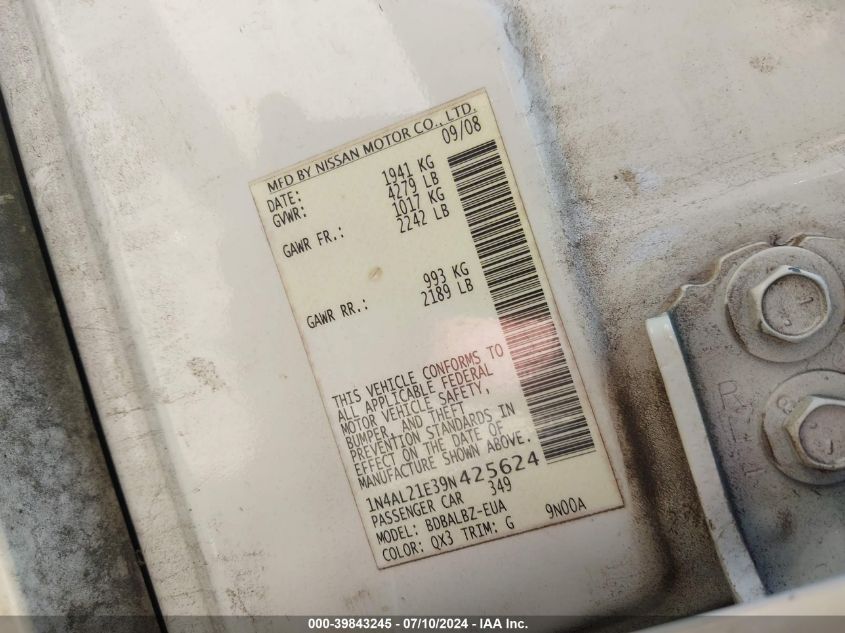 MFD BY NISSAN MOTOR CO., LTD.
DATE: 09/08
GVWR: 1941 KG
4279 LB
GAWR FR.: 1017 KG
2242 LB
GAWR RR.: 993 KG
2189 LB
THIS VEHICLE CONFORMS TO
ALL APPLICABLE FEDERAL
MOTOR VEHICLE SAFETY,
BUMPER, AND THEFT
PREVENTION STANDARDS IN
EFFECT ON THE DATE OF
MANUFACTURE SHOWN ABOVE.
1N4AL21E39N425624
PASSENGER CAR 349
MODEL: BDBALBZ-EUA
COLOR: QX3 TRIM: G 9N00A
000-39843245 - 07/10/2024 - IAA Inc.